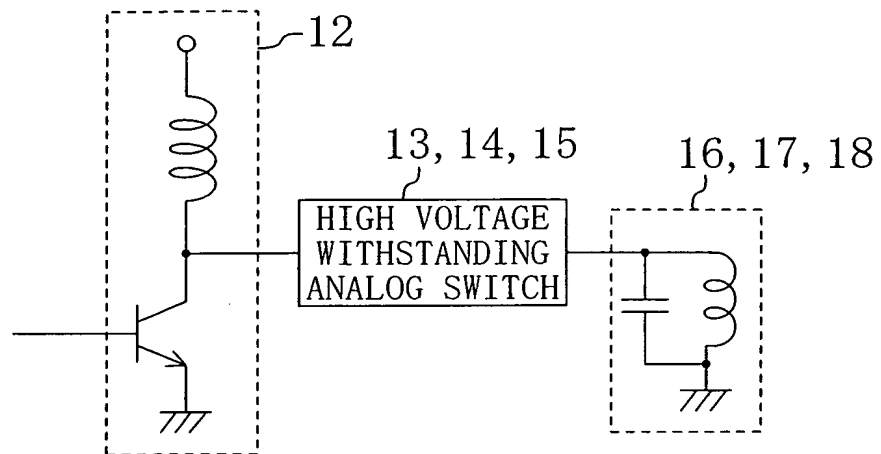 12
13, 14, 15
16, 17, 18
HIGH VOLTAGE
WITHSTANDING
ANALOG SWITCH